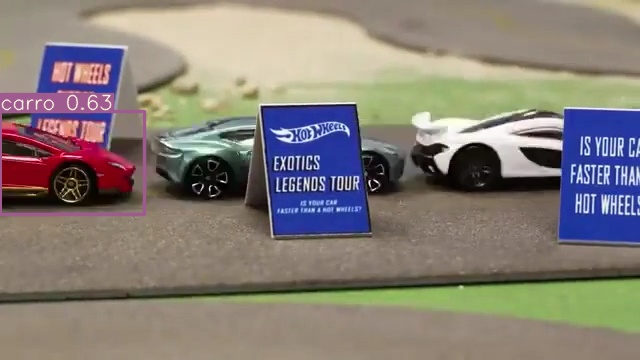 HOT WHEELS
LEGENDS TOUR
carro 0.63
HOT WHEELS
EXOTICS
LEGENDS TOUR
IS YOUR CAR
FASTER THAN A HOT WHEELS?
IS YOUR CA
FASTER THAN
HOT WHEELS